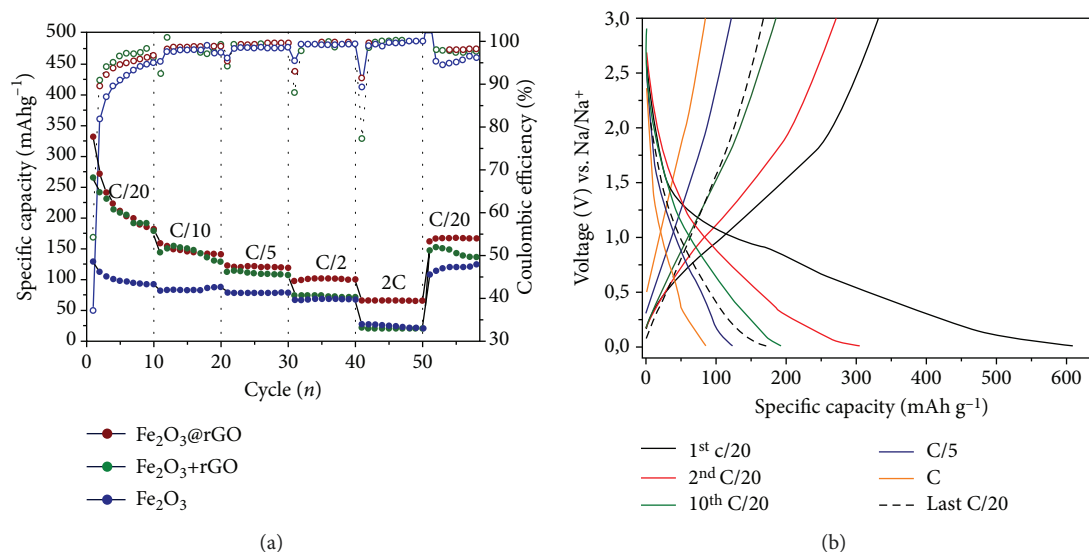 500
450
400
350
300
250
200
150
100
50
0
Specific capacity (mAhg⁻¹)
C/20
C/10
C/5
C/2
2C
C/20
100
90
80
70
60
50
40
30
Coulombic efficiency (%)
0 10 20 30 40 50
Cycle (n)
Fe₂O₃@rGO
Fe₂O₃+rGO
Fe₂O₃
(a)
3,0
2,5
2,0
1,5
1,0
0,5
0,0
Voltage (V) vs. Na/Na⁺
0 100 200 300 400 500 600
Specific capacity (mAh g⁻¹)
1ˢᵗ c/20
2ⁿᵈ C/20
10ᵗʰ C/20
C/5
C
Last C/20
(b)